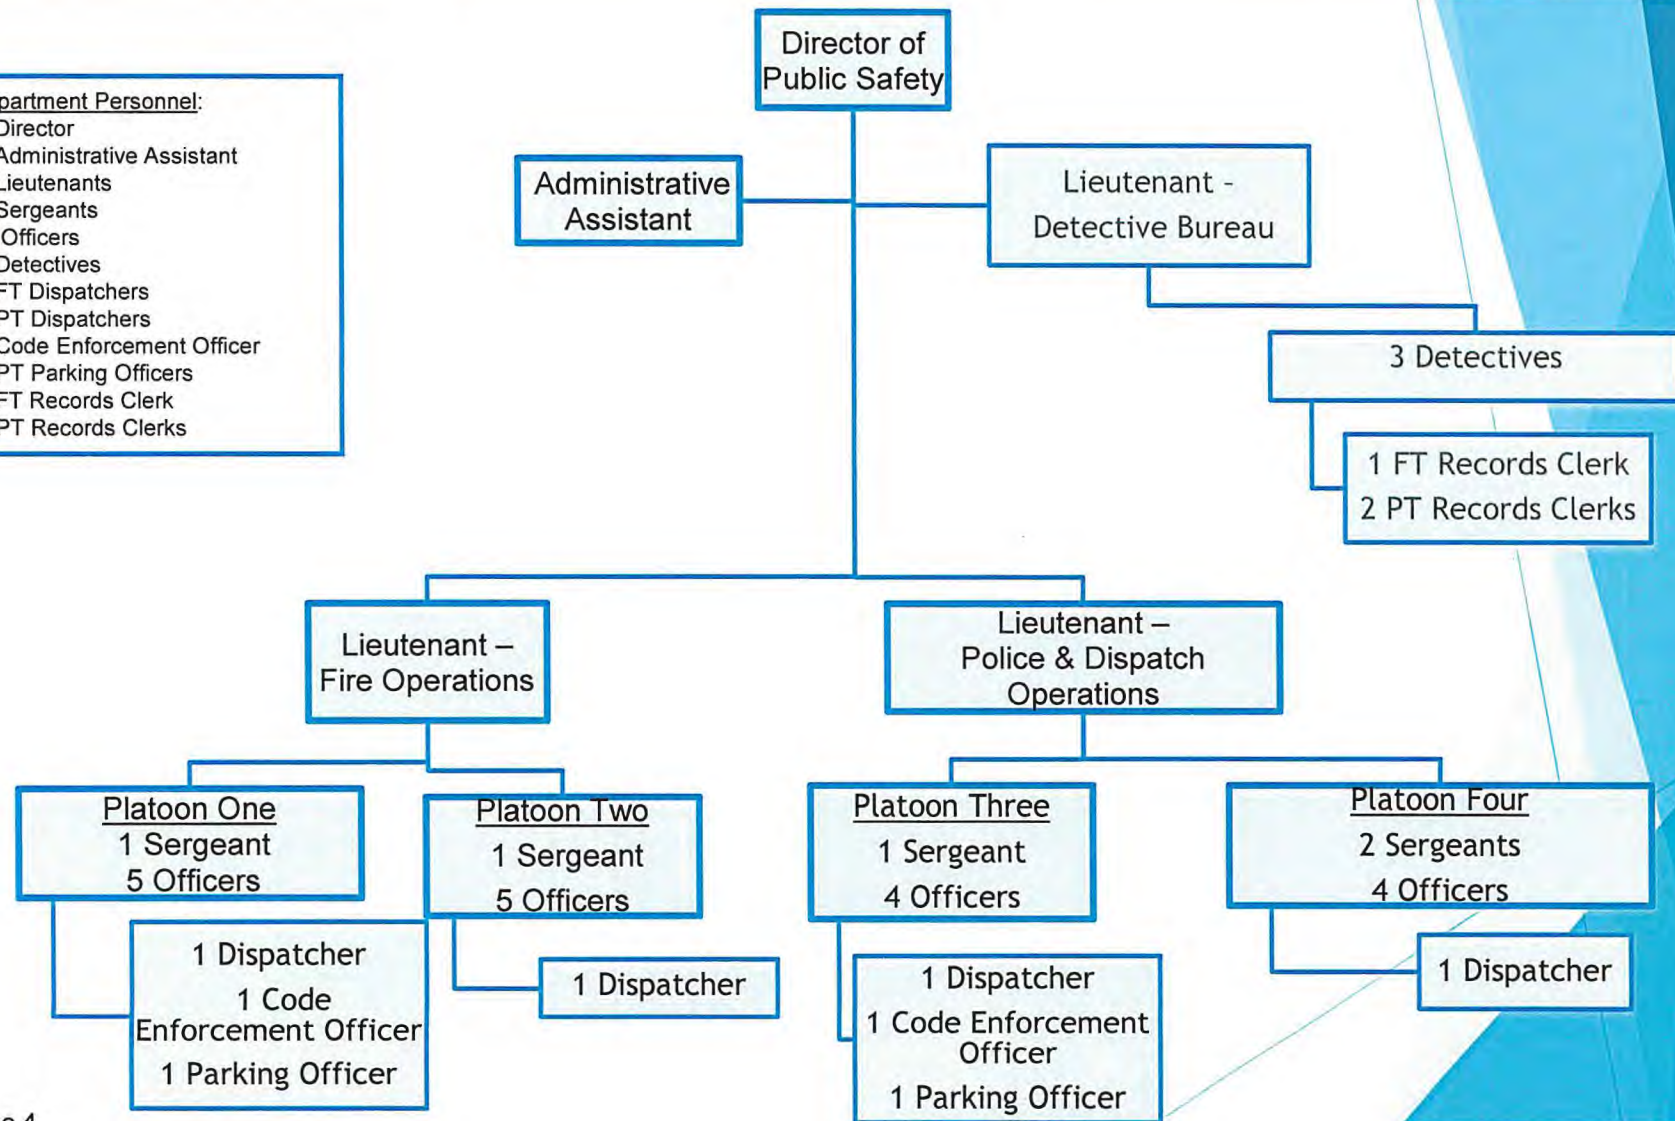 Director of
Public Safety
partment Personnel:
Director
Administrative Assistant
Lieutenants
Sergeants
Officers
Detectives
FT Dispatchers
PT Dispatchers
Code Enforcement Officer
PT Parking Officers
FT Records Clerk
PT Records Clerks
Administrative
Assistant
Lieutenant -
Detective Bureau
3 Detectives
1 FT Records Clerk
2 PT Records Clerks
Lieutenant –
Fire Operations
Lieutenant –
Police & Dispatch
Operations
Platoon One
1 Sergeant
5 Officers
Platoon Two
1 Sergeant
5 Officers
Platoon Three
1 Sergeant
4 Officers
Platoon Four
2 Sergeants
4 Officers
1 Dispatcher
1 Code
Enforcement Officer
1 Parking Officer
1 Dispatcher
1 Dispatcher
1 Code Enforcement
Officer
1 Parking Officer
1 Dispatcher